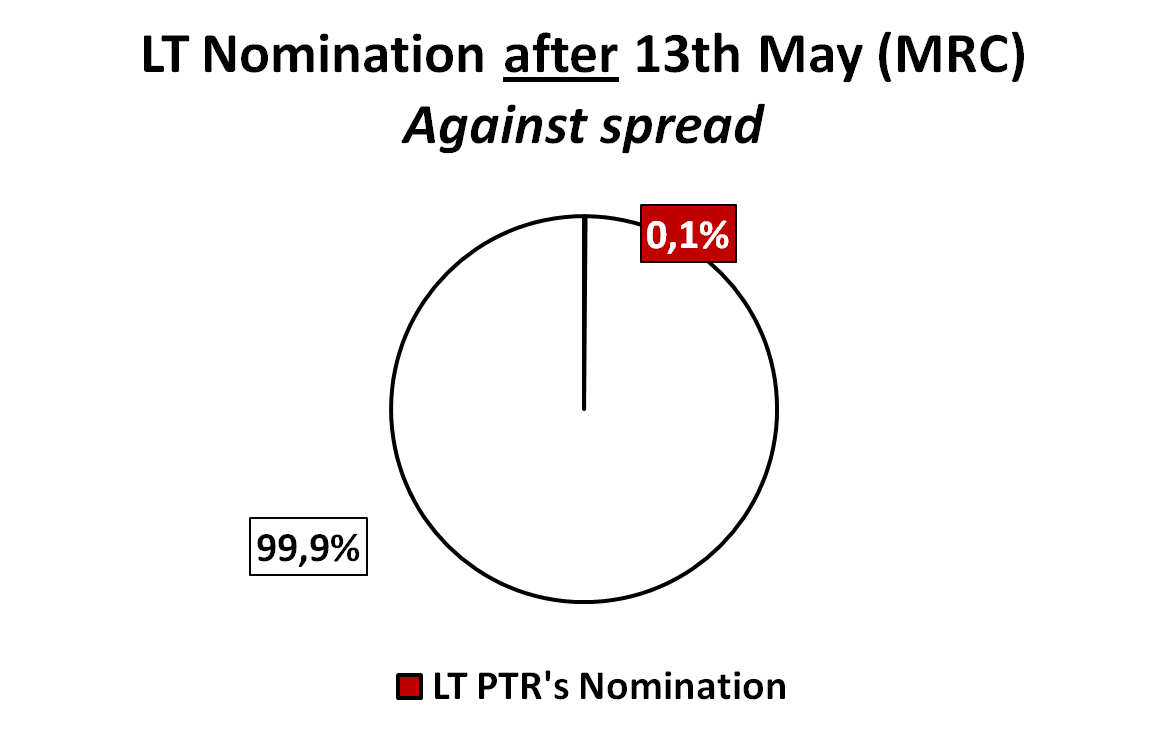 LT Nomination after 13th May (MRC)
Against spread
0,1%
99,9%
LT PTR's Nomination